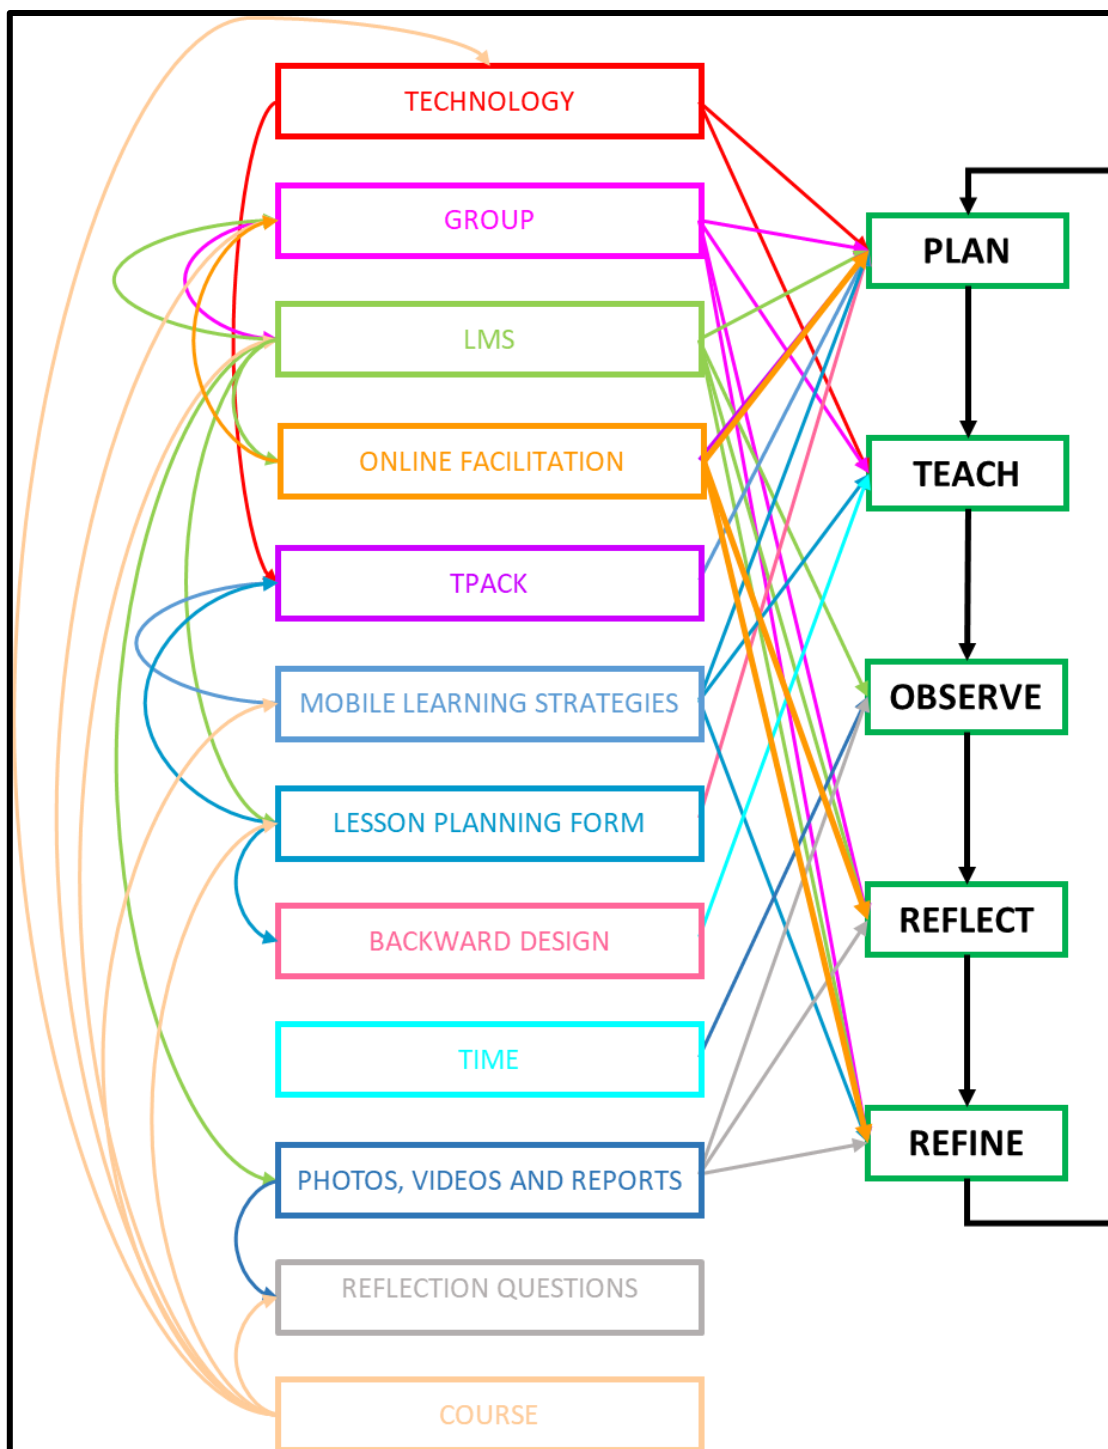 TECHNOLOGY
GROUP
LMS
ONLINE FACILITATION
TPACK
MOBILE LEARNING STRATEGIES
LESSON PLANNING FORM
BACKWARD DESIGN
TIME
PHOTOS, VIDEOS AND REPORTS
REFLECTION QUESTIONS
COURSE
PLAN
TEACH
OBSERVE
REFLECT
REFINE